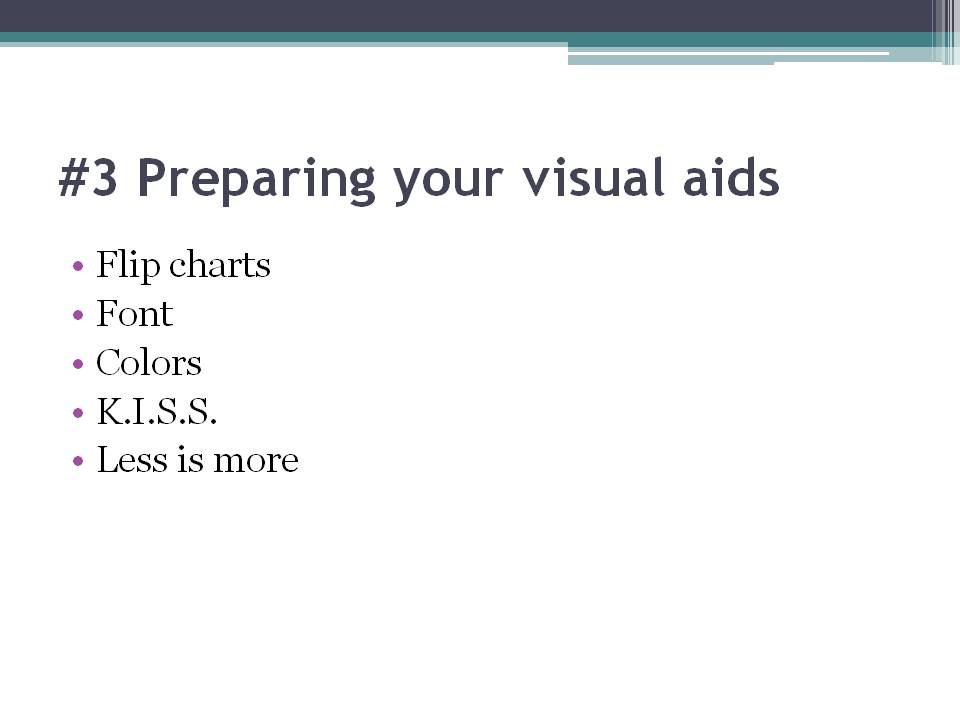 #3 Preparing your visual aids
• Flip charts
• Font
• Colors
• K.I.S.S.
• Less is more